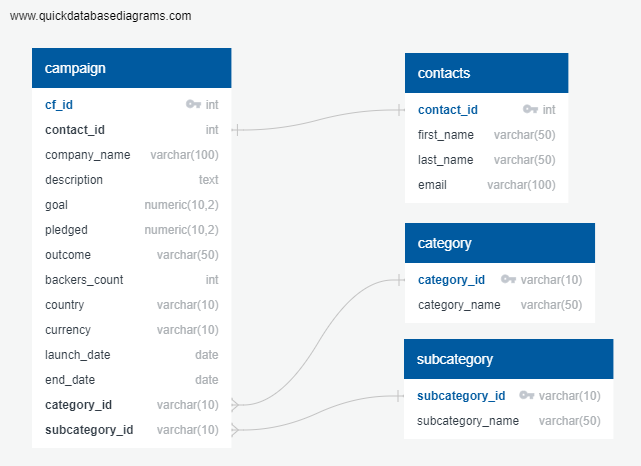 www.quickdatabasediagrams.com
campaign
cf_id int
contact_id int
company_name varchar(100)
description text
goal numeric(10,2)
pledged numeric(10,2)
outcome varchar(50)
backers_count int
country varchar(10)
currency varchar(10)
launch_date date
end_date date
category_id varchar(10)
subcategory_id varchar(10)
contacts
contact_id int
first_name varchar(50)
last_name varchar(50)
email varchar(100)
category
category_id varchar(10)
category_name varchar(50)
subcategory
subcategory_id varchar(10)
subcategory_name varchar(50)